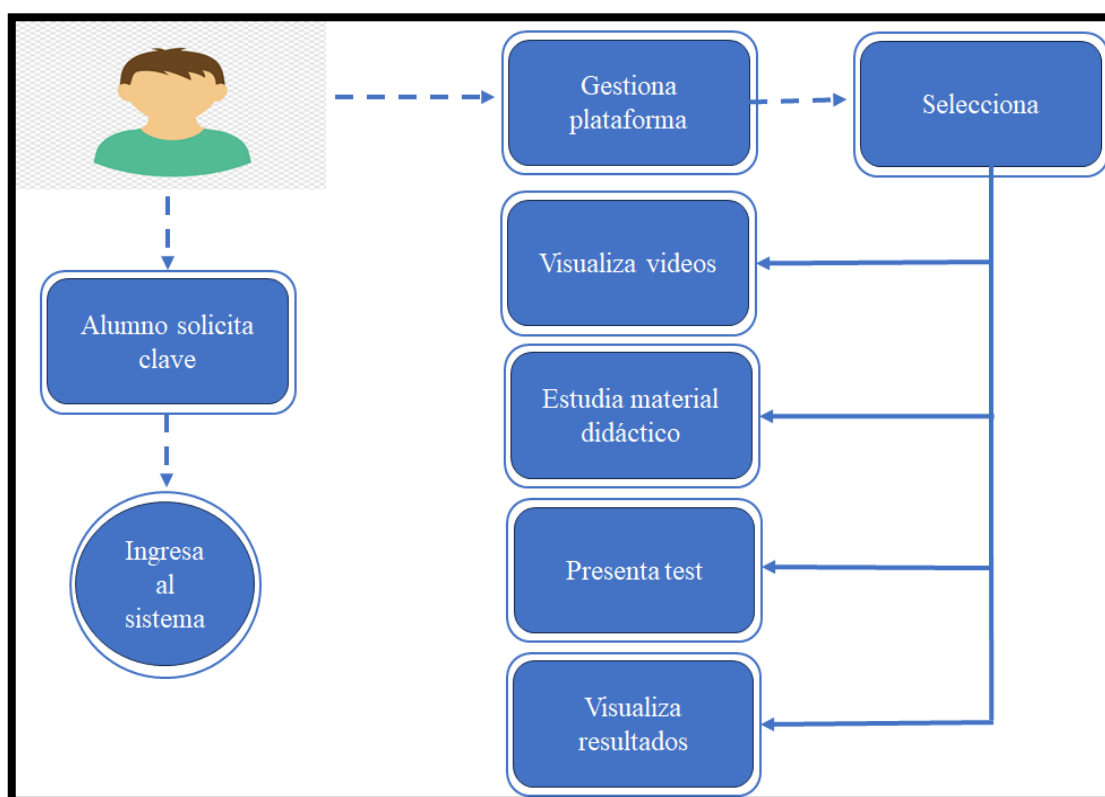 Gestiona
plataforma
Selecciona
Visualiza videos
Alumno solicita
clave
Estudia material
didáctico
Ingresa
al
sistema
Presenta test
Visualiza
resultados